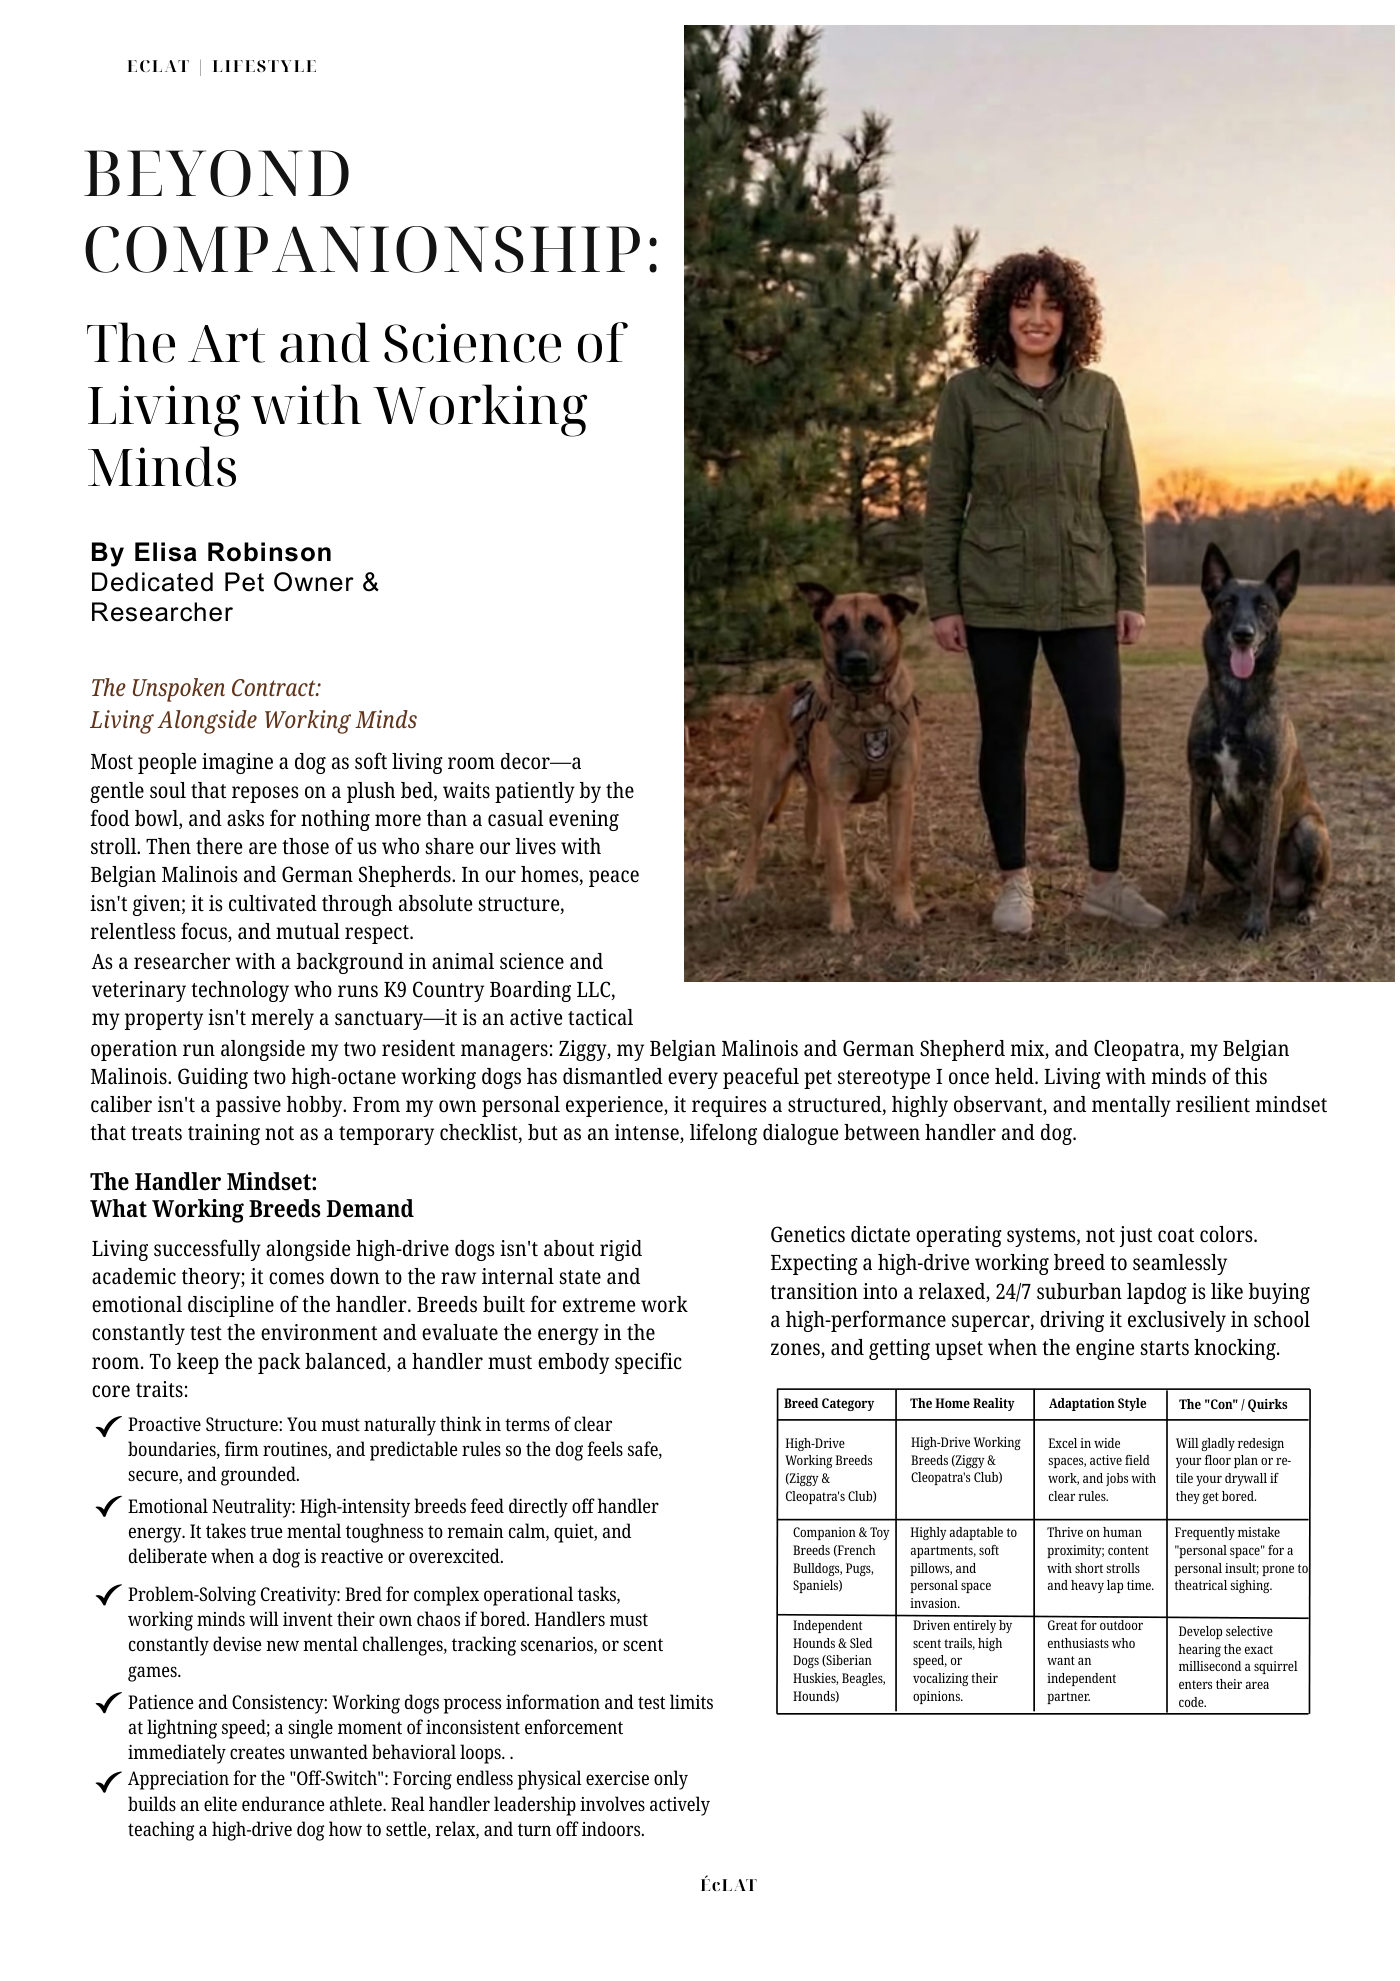 ECLAT | LIFESTYLE
BEYOND
COMPANIONSHIP:
The Art and Science of
Living with Working
Minds
By Elisa Robinson
Dedicated Pet Owner &
Researcher
The Unspoken Contract:
Living Alongside Working Minds
Most people imagine a dog as soft living room decor—a
gentle soul that reposes on a plush bed, waits patiently by the
food bowl, and asks for nothing more than a casual evening
stroll. Then there are those of us who share our lives with
Belgian Malinois and German Shepherds. In our homes, peace
isn't given; it is cultivated through absolute structure,
relentless focus, and mutual respect.
As a researcher with a background in animal science and
veterinary technology who runs K9 Country Boarding LLC,
my property isn't merely a sanctuary—it is an active tactical
operation run alongside my two resident managers: Ziggy, my Belgian Malinois and German Shepherd mix, and Cleopatra, my Belgian
Malinois. Guiding two high-octane working dogs has dismantled every peaceful pet stereotype I once held. Living with minds of this
caliber isn't a passive hobby. From my own personal experience, it requires a structured, highly observant, and mentally resilient mindset
that treats training not as a temporary checklist, but as an intense, lifelong dialogue between handler and dog.
The Handler Mindset:
What Working Breeds Demand
Living successfully alongside high-drive dogs isn't about rigid
academic theory; it comes down to the raw internal state and
emotional discipline of the handler. Breeds built for extreme work
constantly test the environment and evaluate the energy in the
room. To keep the pack balanced, a handler must embody specific
core traits:
Proactive Structure: You must naturally think in terms of clear
boundaries, firm routines, and predictable rules so the dog feels safe,
secure, and grounded.
Emotional Neutrality: High-intensity breeds feed directly off handler
energy. It takes true mental toughness to remain calm, quiet, and
deliberate when a dog is reactive or overexcited.
Problem-Solving Creativity: Bred for complex operational tasks,
working minds will invent their own chaos if bored. Handlers must
constantly devise new mental challenges, tracking scenarios, or scent
games.
Patience and Consistency: Working dogs process information and test limits
at lightning speed; a single moment of inconsistent enforcement
immediately creates unwanted behavioral loops. .
Appreciation for the "Off-Switch": Forcing endless physical exercise only
builds an elite endurance athlete. Real handler leadership involves actively
teaching a high-drive dog how to settle, relax, and turn off indoors.
Genetics dictate operating systems, not just coat colors.
Expecting a high-drive working breed to seamlessly
transition into a relaxed, 24/7 suburban lapdog is like buying
a high-performance supercar, driving it exclusively in school
zones, and getting upset when the engine starts knocking.
Breed Category
The Home Reality
Adaptation Style
The "Con" / Quirks
High-Drive
Working Breeds
(Ziggy &
Cleopatra's Club)
High-Drive Working
Breeds (Ziggy &
Cleopatra's Club)
Excel in wide
spaces, active field
work, and jobs with
clear rules.
Will gladly redesign
your floor plan or re-
tile your drywall if
they get bored.
Companion & Toy
Breeds (French
Bulldogs, Pugs,
Spaniels)
Highly adaptable to
apartments, soft
pillows, and
personal space
invasion.
Thrive on human
proximity; content
with short strolls
and heavy lap time.
Frequently mistake
"personal space" for a
personal insult; prone to
theatrical sighing.
Independent
Hounds & Sled
Dogs (Siberian
Huskies, Beagles,
Hounds)
Driven entirely by
scent trails, high
speed, or
vocalizing their
opinions.
Great for outdoor
enthusiasts who
want an
independent
partner.
Develop selective
hearing the exact
millisecond a squirrel
enters their area
code.
ÉcLAT